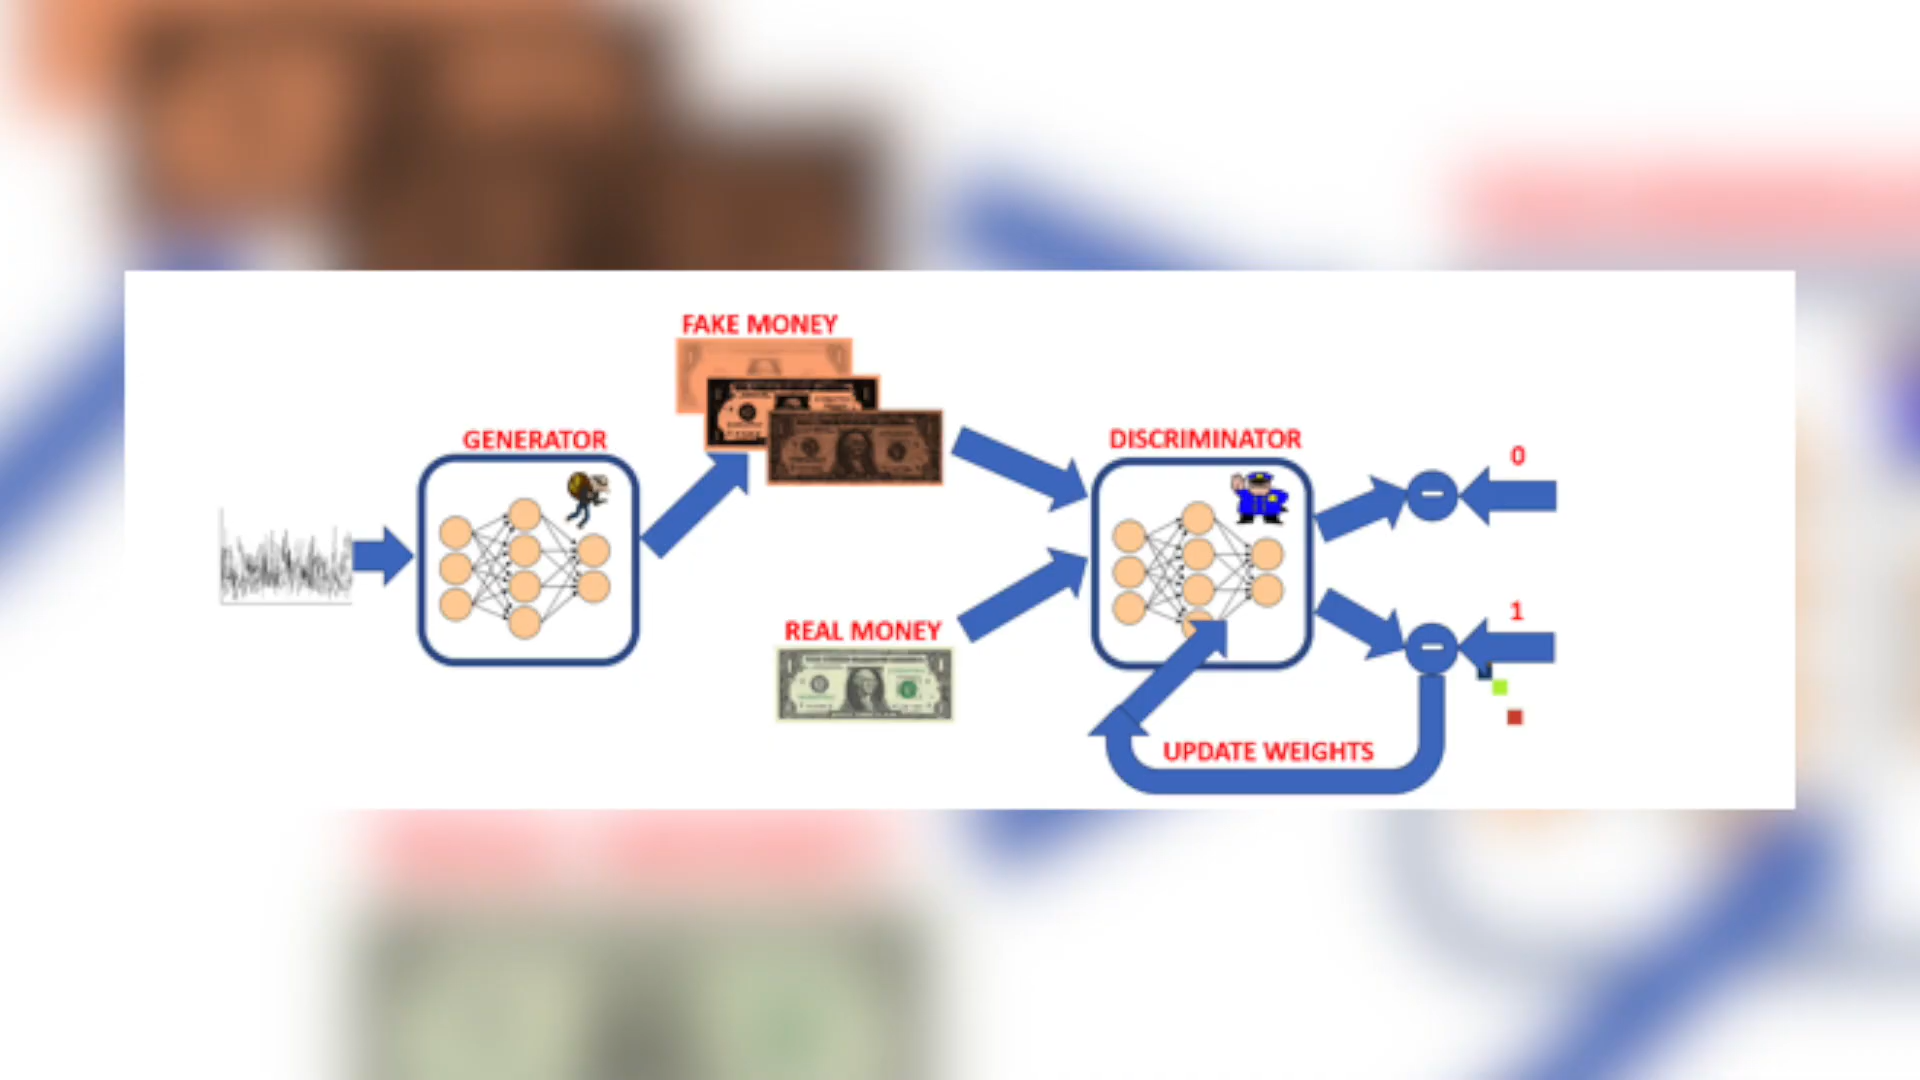 FAKE MONEY
GENERATOR
DISCRIMINATOR
0
REAL MONEY
1
UPDATE WEIGHTS